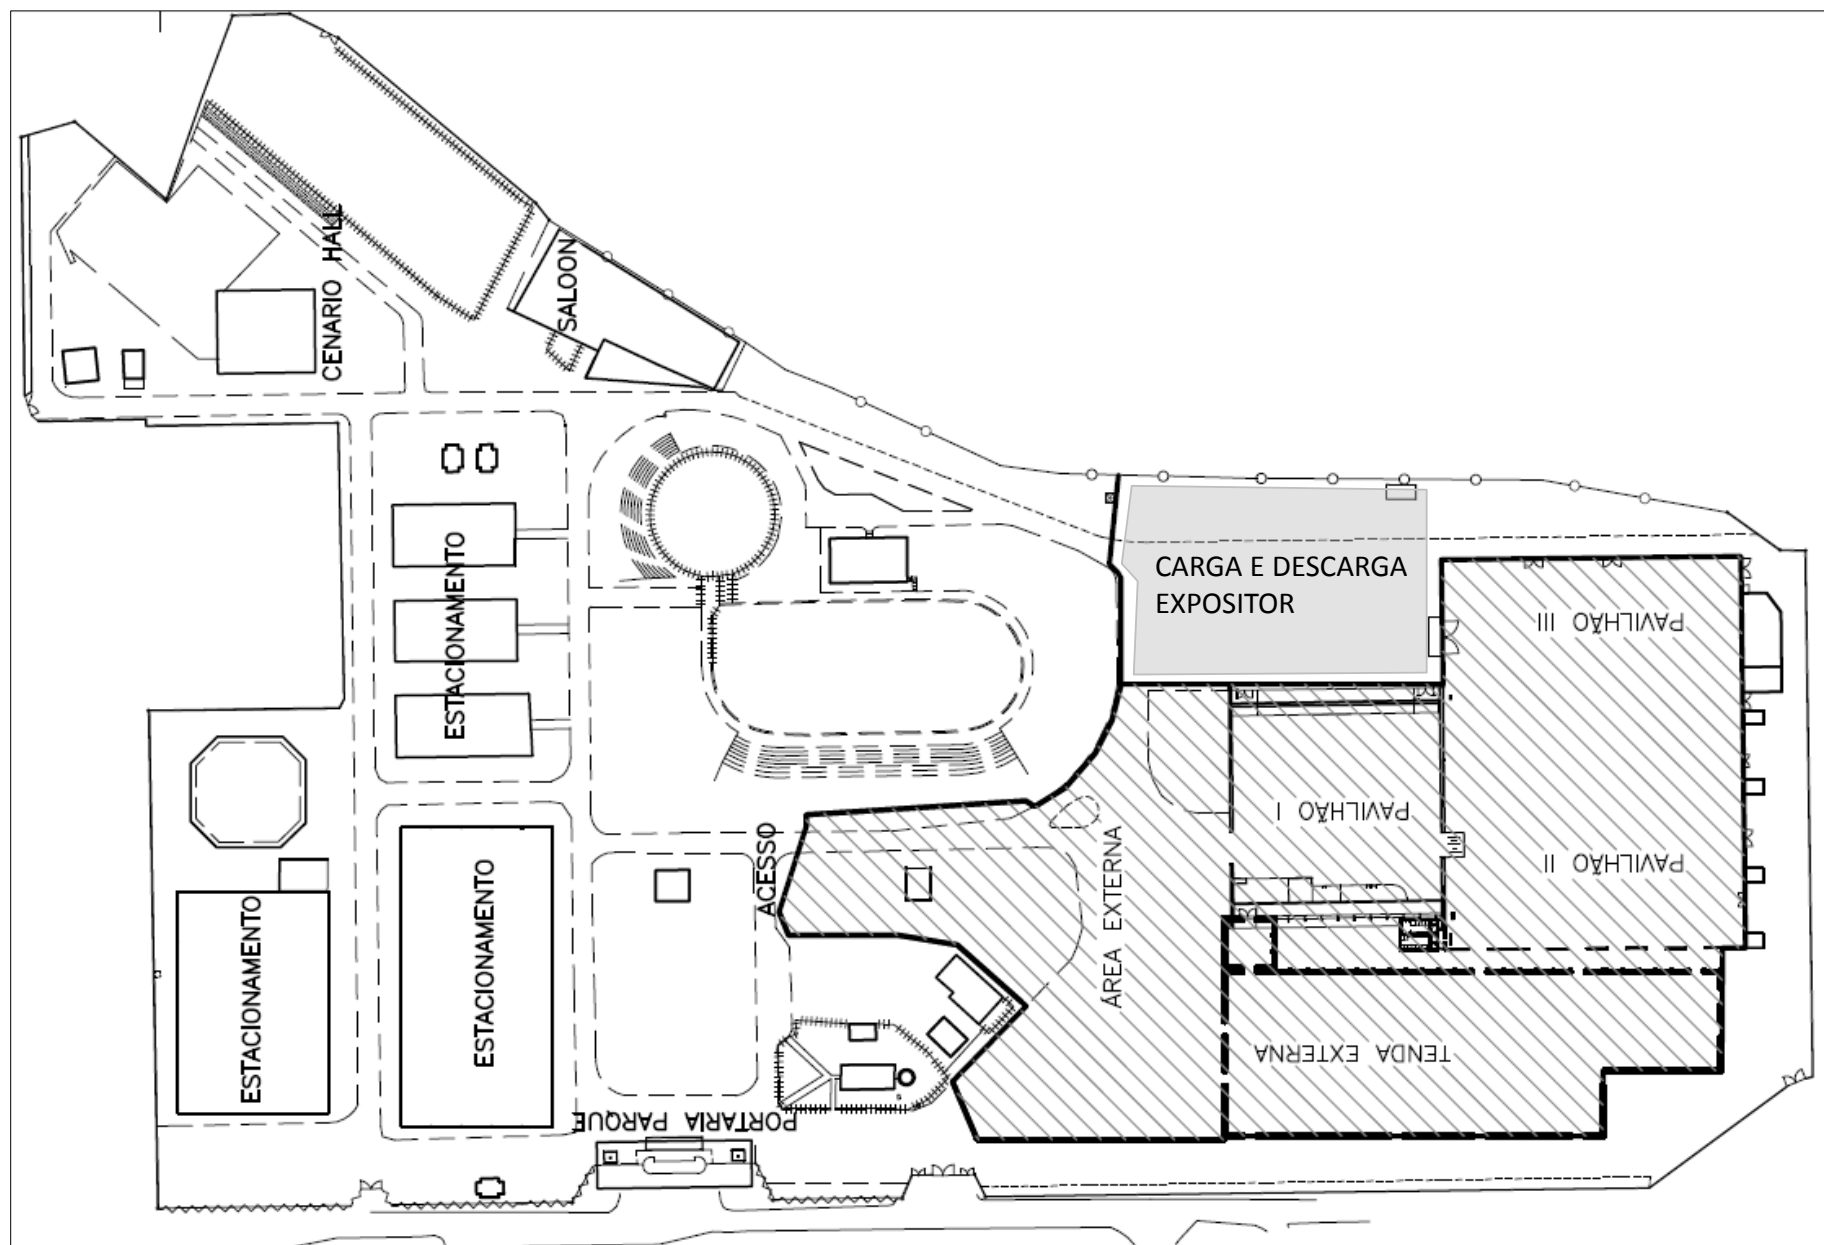 CENARIO HALL
SALOON
ESTACIONAMENTO
CARGA E DESCARGA
EXPOSITOR
PAVILHÃO III
PAVILHÃO I
PAVILHÃO II
ACESSO
ÁREA EXTERNA
ESTACIONAMENTO
ESTACIONAMENTO
TENDA EXTERNA
PORTARIA PARQUE